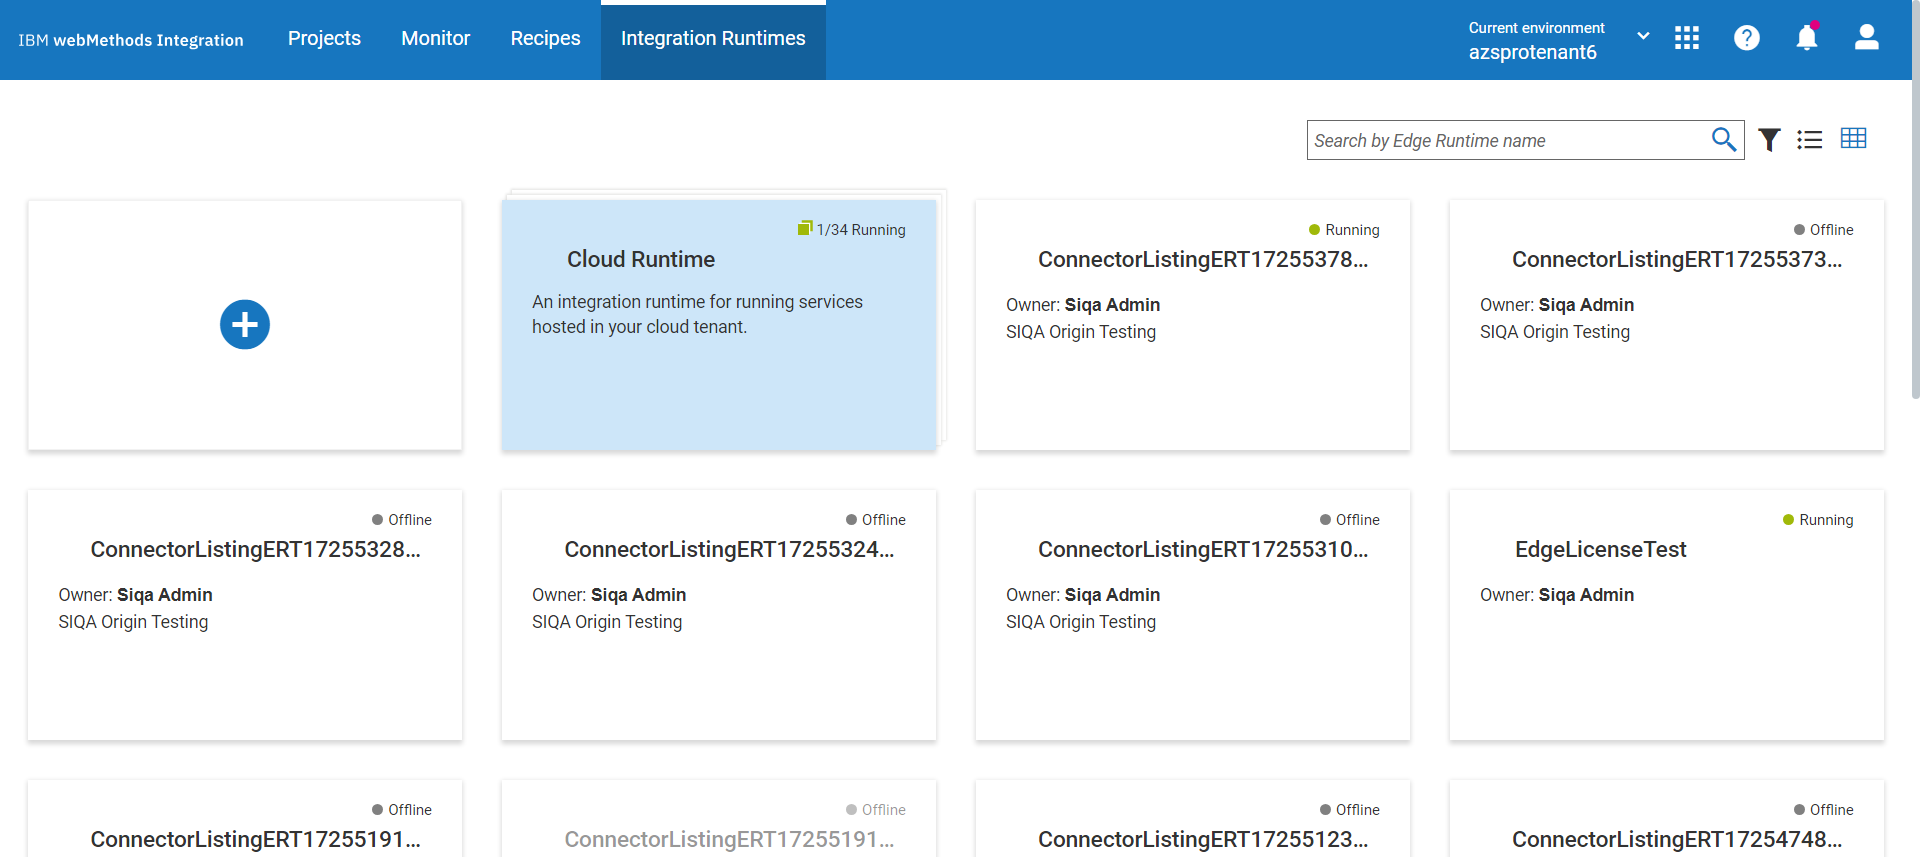 IBM webMethods Integration
Projects
Monitor
Recipes
Integration Runtimes
Current environment
azsprotenant6
Search by Edge Runtime name
1/34 Running
Cloud Runtime
An integration runtime for running services
hosted in your cloud tenant.
Running
ConnectorListingERT17255378...
Owner: Siqa Admin
SIQA Origin Testing
Offline
ConnectorListingERT17255373...
Owner: Siqa Admin
SIQA Origin Testing
Offline
ConnectorListingERT17255328...
Owner: Siqa Admin
SIQA Origin Testing
Offline
ConnectorListingERT17255324...
Owner: Siqa Admin
SIQA Origin Testing
Offline
ConnectorListingERT17255310...
Owner: Siqa Admin
SIQA Origin Testing
Running
EdgeLicenseTest
Owner: Siqa Admin
Offline
ConnectorListingERT17255191...
Offline
ConnectorListingERT17255191...
Offline
ConnectorListingERT17255123...
Offline
ConnectorListingERT17254748...